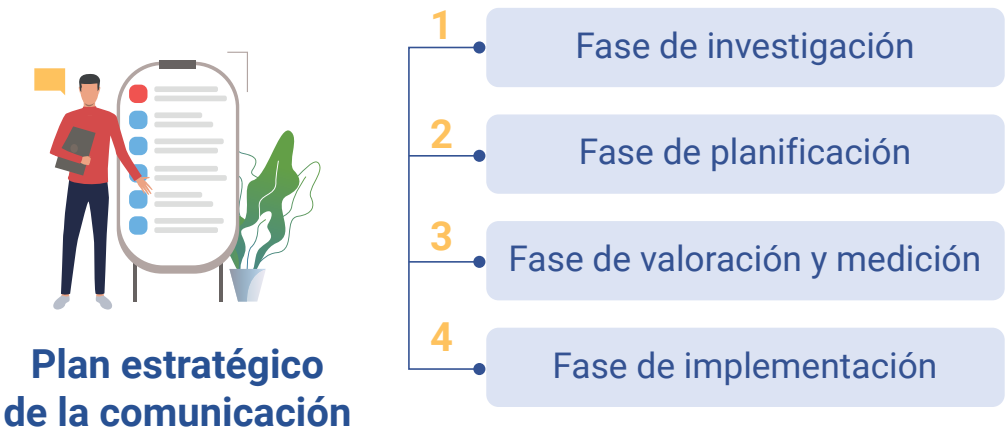 Plan estratégico
de la comunicación
1
Fase de investigación
2
Fase de planificación
3
Fase de valoración y medición
4
Fase de implementación